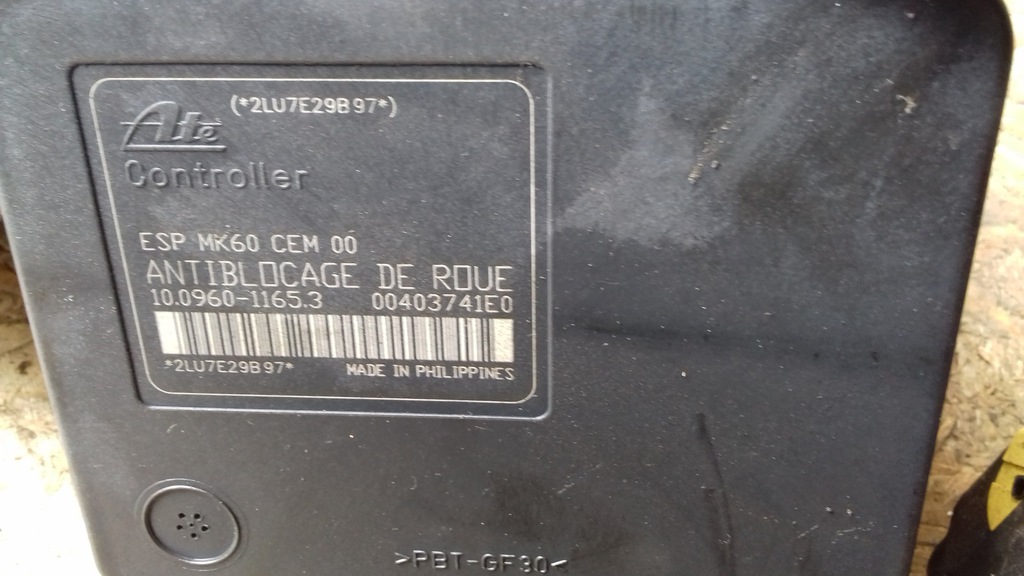 (*2LU7E29B97*)
Ate
Controller
ESP MK60 CEM 00
ANTIBLOCAGE DE ROUE
10.0960-1165.3 00403741E0
*2LU7E29B97* MADE IN PHILIPPINES
>PBT-GF30<